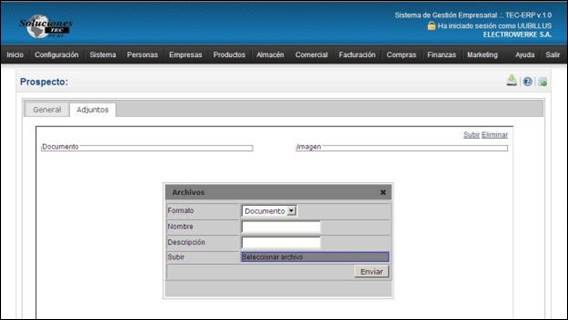 Soluciones
TEC
Sistema de Gestión Empresarial .:. TEC-ERP v.1.0
Ha iniciado sesión como UUBILLUS
ELECTROWERKE S.A.
Inicio Configuración Sistema Personas Empresas Productos Almacén Comercial Facturación Compras Finanzas Marketing Ayuda Salir
Prospecto:
General Adjuntos
Subir Eliminar
Documento Imagen
Archivos
Formato Documento
Nombre
Descripción
Subir Seleccionar archivo
Enviar